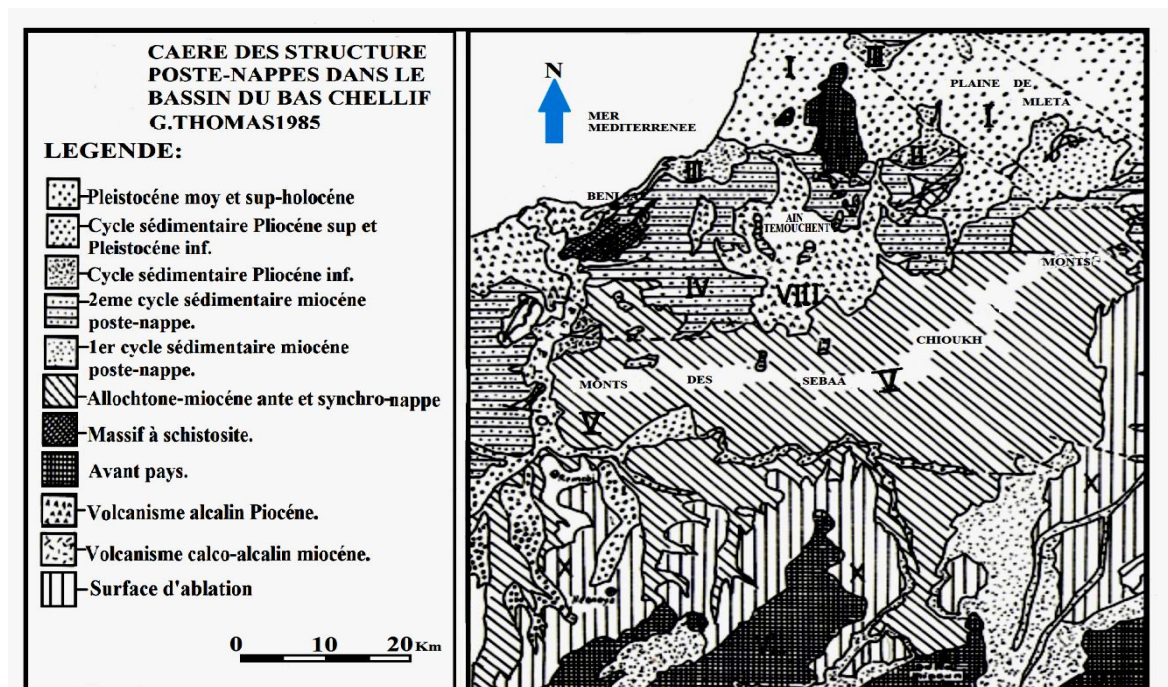 CAERE DES STRUCTURE
POSTE-NAPPES DANS LE
BASSIN DU BAS CHELLIF
G.THOMAS1985
LEGENDE:
Pleistocéne moy et sup-holocéne
Cycle sédimentaire Pliocéne sup et
Pleistocéne inf.
Cycle sédimentaire Pliocéne inf.
2eme cycle sédimentaire miocéne
poste-nappe.
1er cycle sédimentaire miocéne
poste-nappe.
Allochtone-miocéne ante et synchro-nappe
Massif à schistosite.
Avant pays.
Volcanisme alcalin Piocéne.
Volcanisme calco-alcalin miocéne.
Surface d'ablation
0 10 20 Km
N
MER
MEDITERRENEE
I
III
PLAINE DE
MLETA
I
II
III
BENI
AIN
TEMOUCHENT
MONTS
IV
VIII
CHIOUKH
MONTS DES SEBAA
V
V
X
X
X